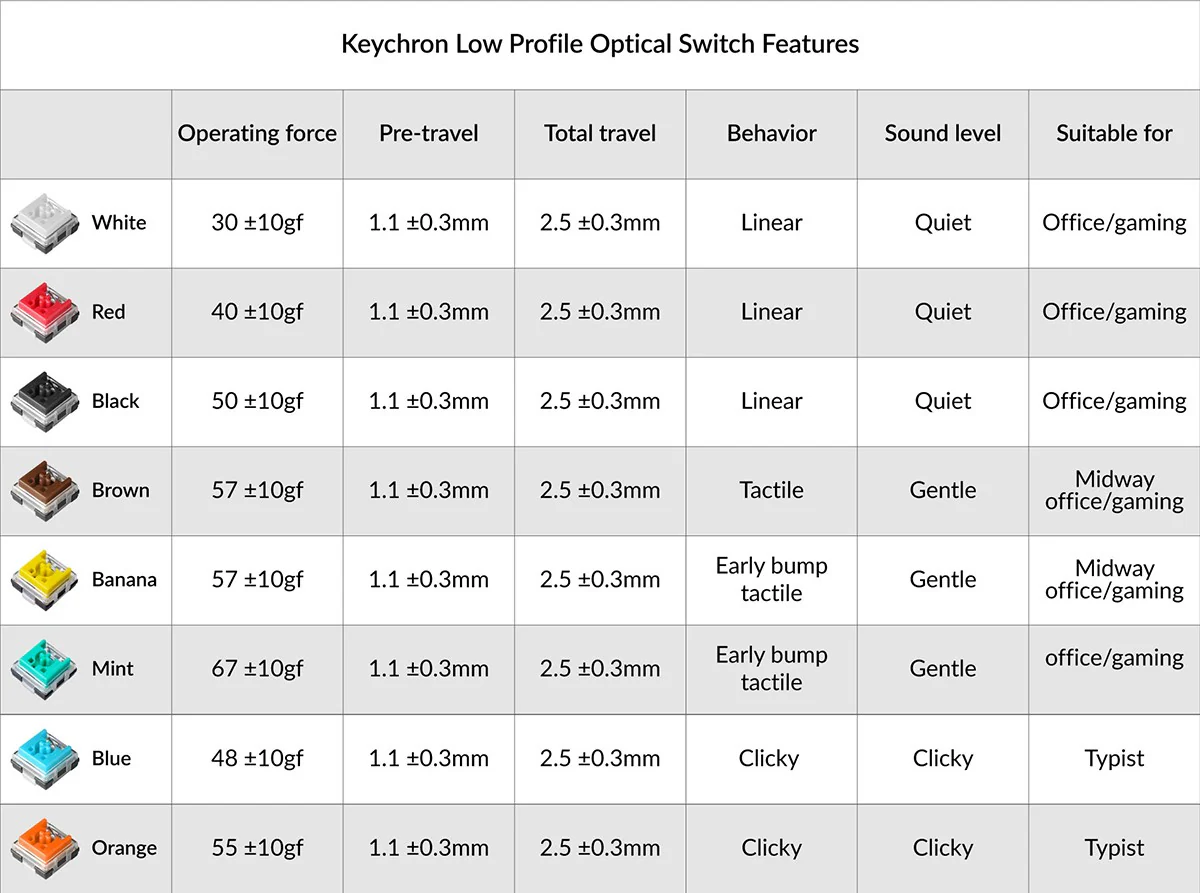 Keychron Low Profile Optical Switch Features
Operating force Pre-travel Total travel Behavior Sound level Suitable for
White 30 ±10gf 1.1 ±0.3mm 2.5 ±0.3mm Linear Quiet Office/gaming
Red 40 ±10gf 1.1 ±0.3mm 2.5 ±0.3mm Linear Quiet Office/gaming
Black 50 ±10gf 1.1 ±0.3mm 2.5 ±0.3mm Linear Quiet Office/gaming
Brown 57 ±10gf 1.1 ±0.3mm 2.5 ±0.3mm Tactile Gentle Midway
office/gaming
Banana 57 ±10gf 1.1 ±0.3mm 2.5 ±0.3mm Early bump
tactile Gentle Midway
office/gaming
Mint 67 ±10gf 1.1 ±0.3mm 2.5 ±0.3mm Early bump
tactile Gentle office/gaming
Blue 48 ±10gf 1.1 ±0.3mm 2.5 ±0.3mm Clicky Clicky Typist
Orange 55 ±10gf 1.1 ±0.3mm 2.5 ±0.3mm Clicky Clicky Typist